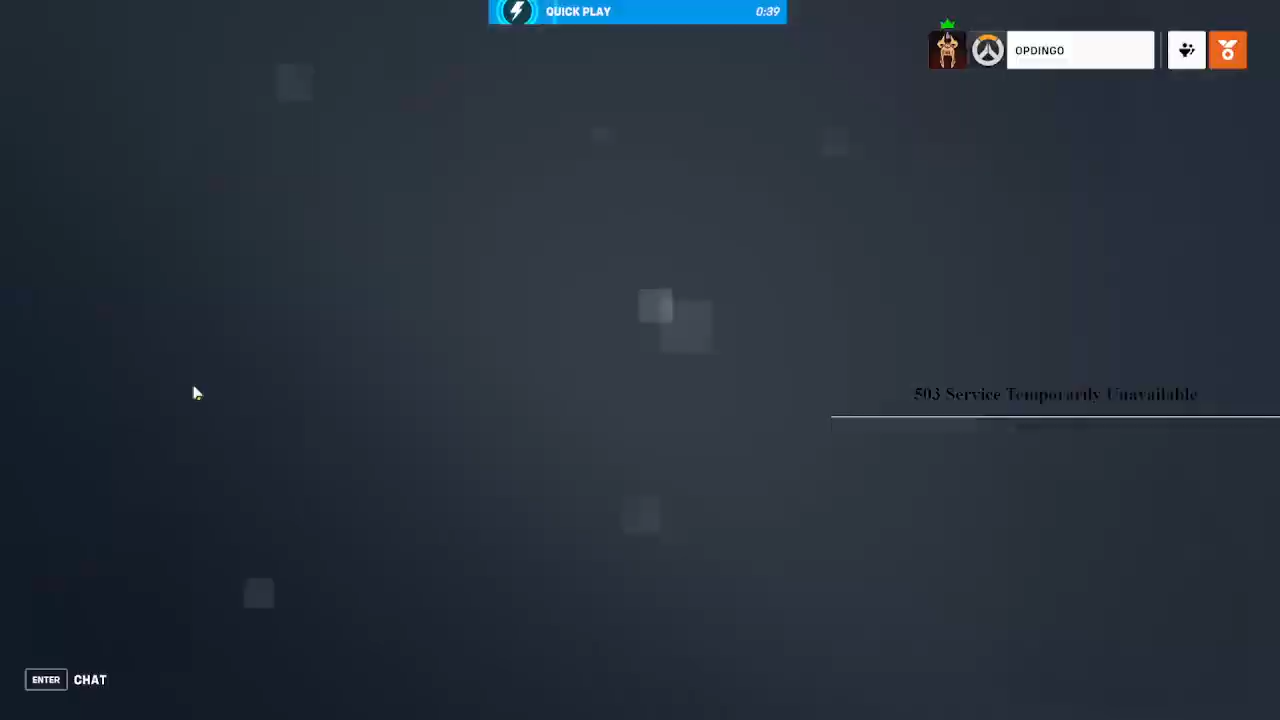 QUICK PLAY 0:39
OPDINGO
503 Service Temporarily Unavailable
ENTER CHAT